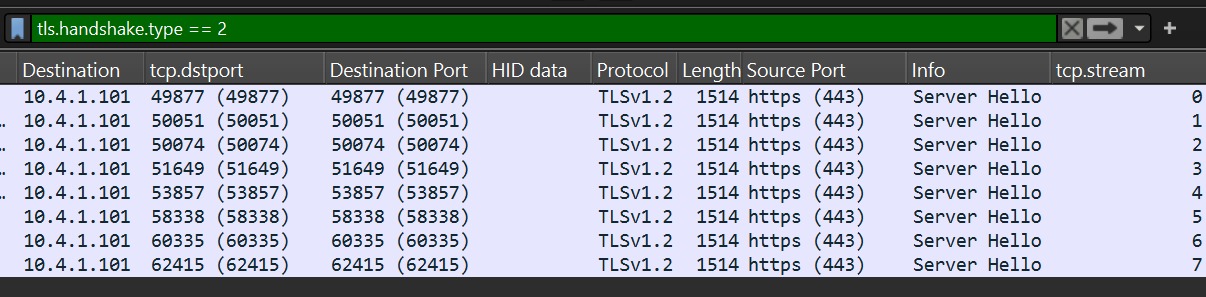 tls.handshake.type == 2
Destination tcp.dstport Destination Port HID data Protocol Length Source Port Info tcp.stream
10.4.1.101 49877 (49877) 49877 (49877) TLSv1.2 1514 https (443) Server Hello 0
… 10.4.1.101 50051 (50051) 50051 (50051) TLSv1.2 1514 https (443) Server Hello 1
… 10.4.1.101 50074 (50074) 50074 (50074) TLSv1.2 1514 https (443) Server Hello 2
… 10.4.1.101 51649 (51649) 51649 (51649) TLSv1.2 1514 https (443) Server Hello 3
… 10.4.1.101 53857 (53857) 53857 (53857) TLSv1.2 1514 https (443) Server Hello 4
10.4.1.101 58338 (58338) 58338 (58338) TLSv1.2 1514 https (443) Server Hello 5
10.4.1.101 60335 (60335) 60335 (60335) TLSv1.2 1514 https (443) Server Hello 6
10.4.1.101 62415 (62415) 62415 (62415) TLSv1.2 1514 https (443) Server Hello 7